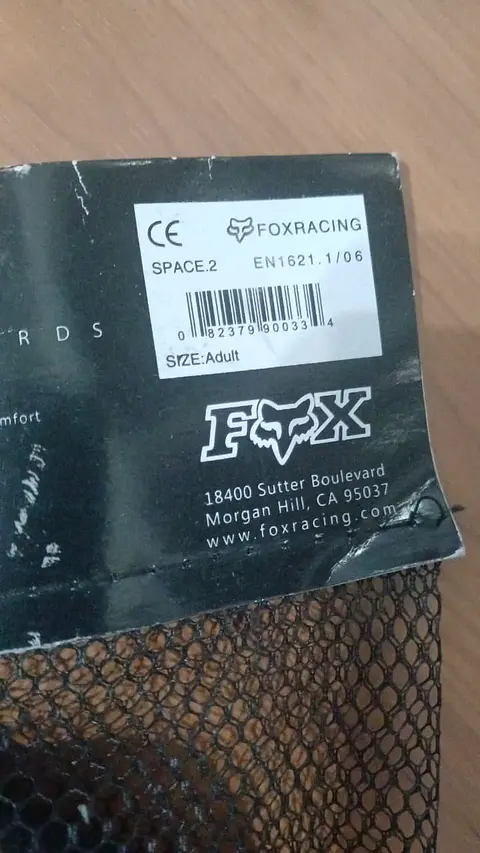 CE FOXRACING
SPACE.2 EN1621.1/06
0 82379 90033 4
SIZE:Adult
RDS
mfort
FOX
18400 Sutter Boulevard
Morgan Hill, CA 95037
www.foxracing.com